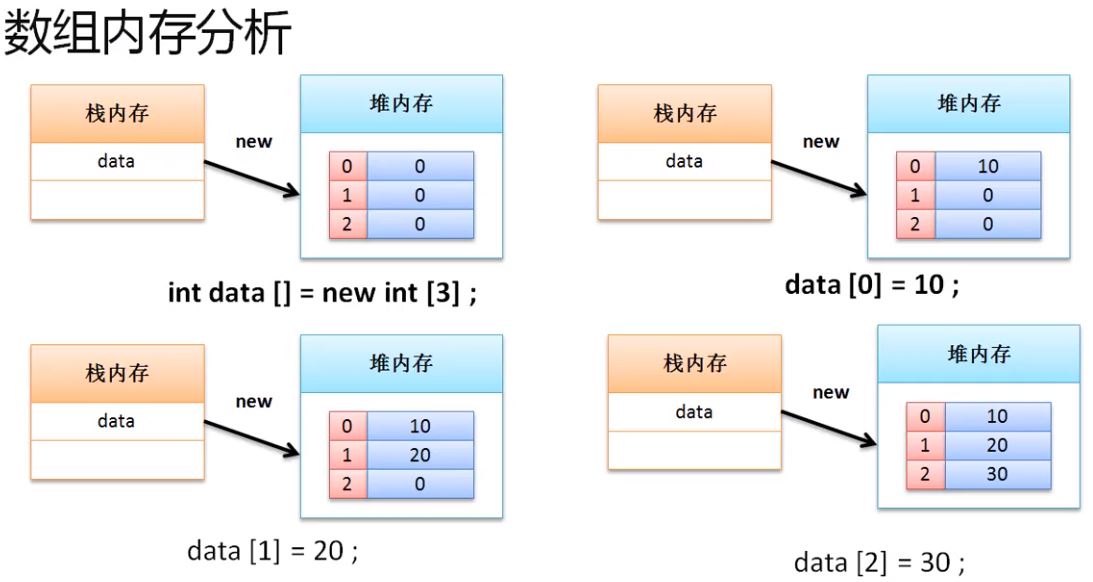 数组内存分析
栈内存
data
new
堆内存
0 0
1 0
2 0
int data [] = new int [3] ;
栈内存
data
new
堆内存
0 10
1 0
2 0
data [0] = 10 ;
栈内存
data
new
堆内存
0 10
1 20
2 0
data [1] = 20 ;
栈内存
data
new
堆内存
0 10
1 20
2 30
data [2] = 30 ;